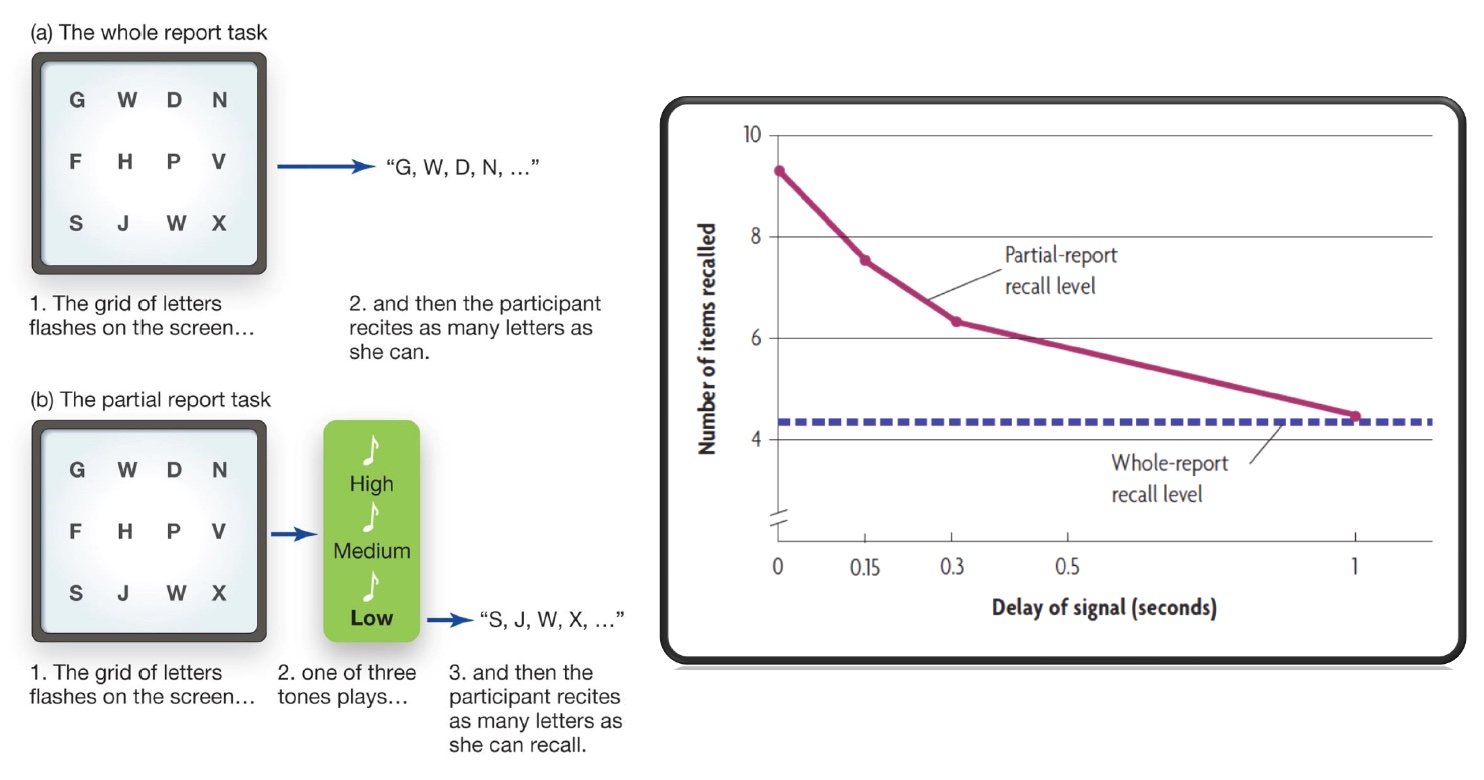 (a) The whole report task
G W D N
F H P V
S J W X
“G, W, D, N, …”
1. The grid of letters
flashes on the screen…
2. and then the participant
recites as many letters as
she can.
(b) The partial report task
G W D N
F H P V
S J W X
High
Medium
Low
“S, J, W, X, …”
1. The grid of letters
flashes on the screen…
2. one of three
tones plays…
3. and then the
participant recites
as many letters as
she can recall.
Number of items recalled
10
8
6
4
Partial-report
recall level
Whole-report
recall level
0 0.15 0.3 0.5 1
Delay of signal (seconds)